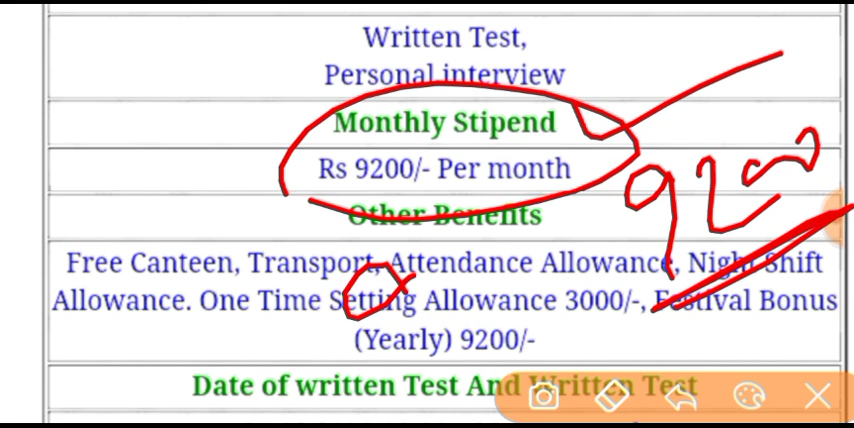 Written Test,
Personal interview
Monthly Stipend
Rs 9200/- Per month
9200
Other Benefits
Free Canteen, Transport, Attendance Allowance, Night Shift
Allowance. One Time Setting Allowance 3000/-, Festival Bonus
(Yearly) 9200/-
Date of written Test And Written Test